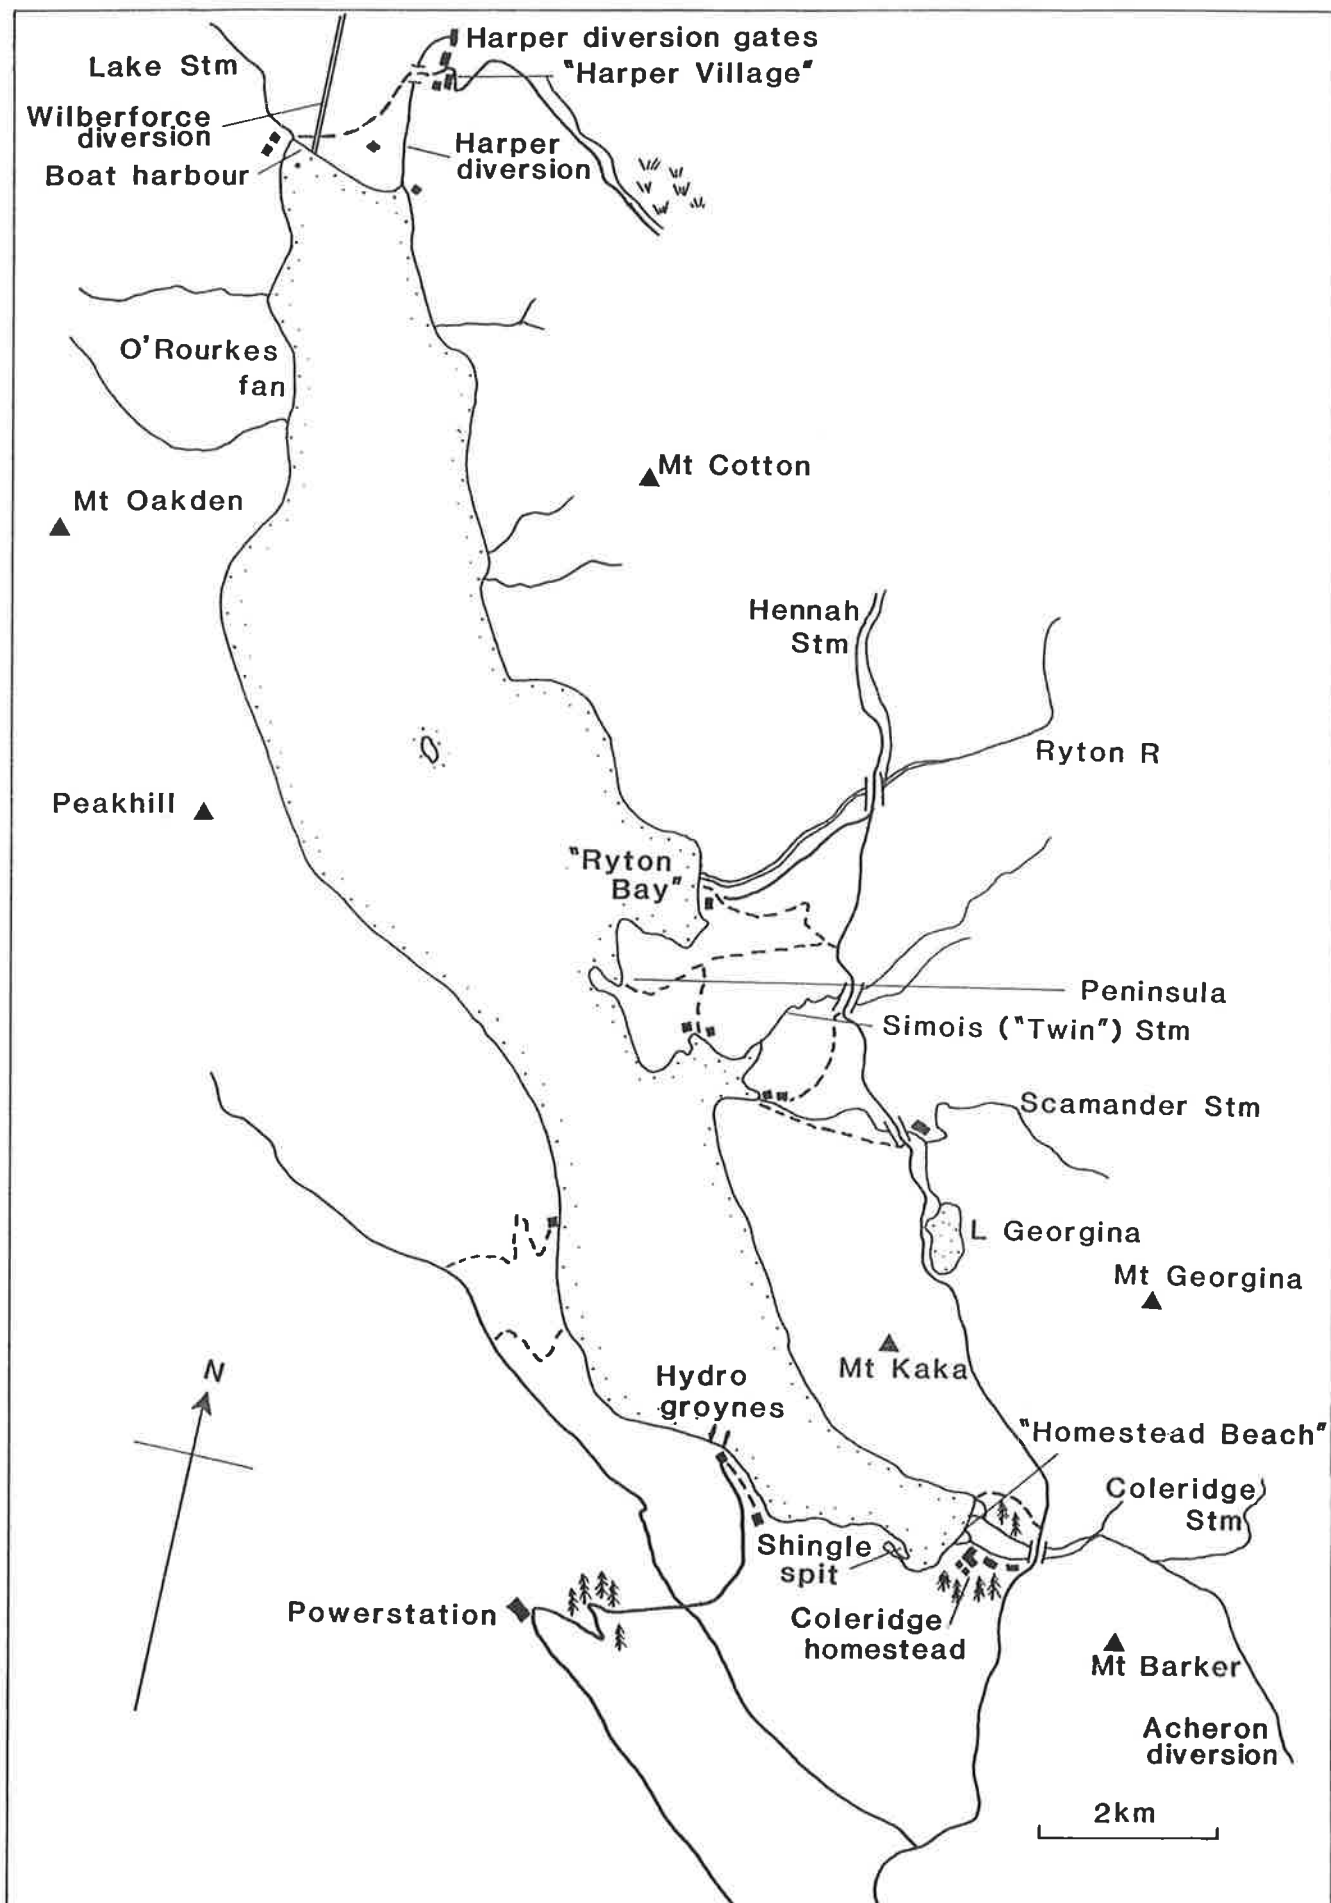 Harper diversion gates
Lake Stm
"Harper Village"
Wilberforce
diversion
Harper
diversion
Boat harbour
O'Rourkes
fan
Mt Cotton
Mt Oakden
Hennah
Stm
Ryton R
Peakhill
"Ryton
Bay"
Peninsula
Simois ("Twin") Stm
Scamander Stm
L Georgina
Mt Georgina
Mt Kaka
N
Hydro
groynes
"Homestead Beach"
Coleridge
Stm
Shingle
spit
Powerstation
Coleridge
homestead
Mt Barker
Acheron
diversion
2km